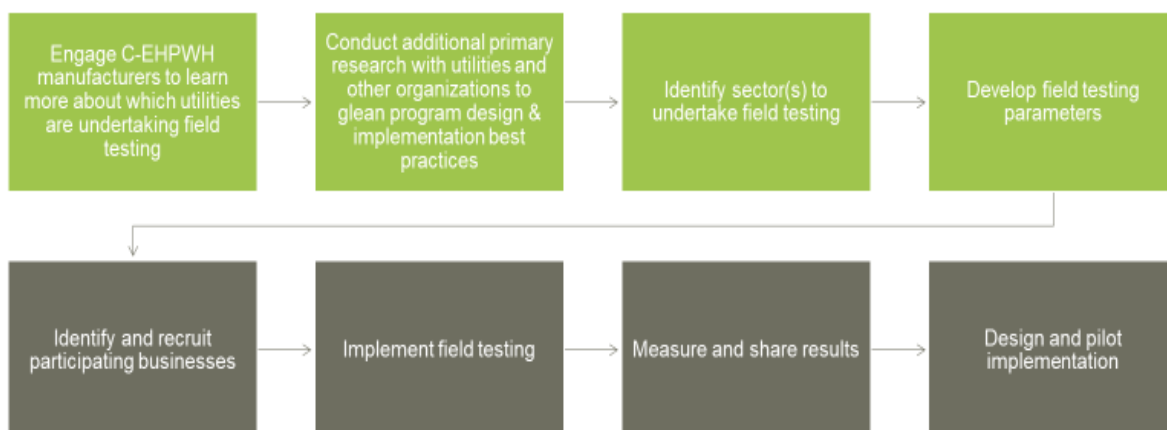 Engage C-EHPWH
manufacturers to learn
more about which utilities
are undertaking field
testing
Conduct additional primary
research with utilities and
other organizations to
glean program design &
implementation best
practices
Identify sector(s) to
undertake field testing
Develop field testing
parameters
Identify and recruit
participating businesses
Implement field testing
Measure and share results
Design and pilot
implementation